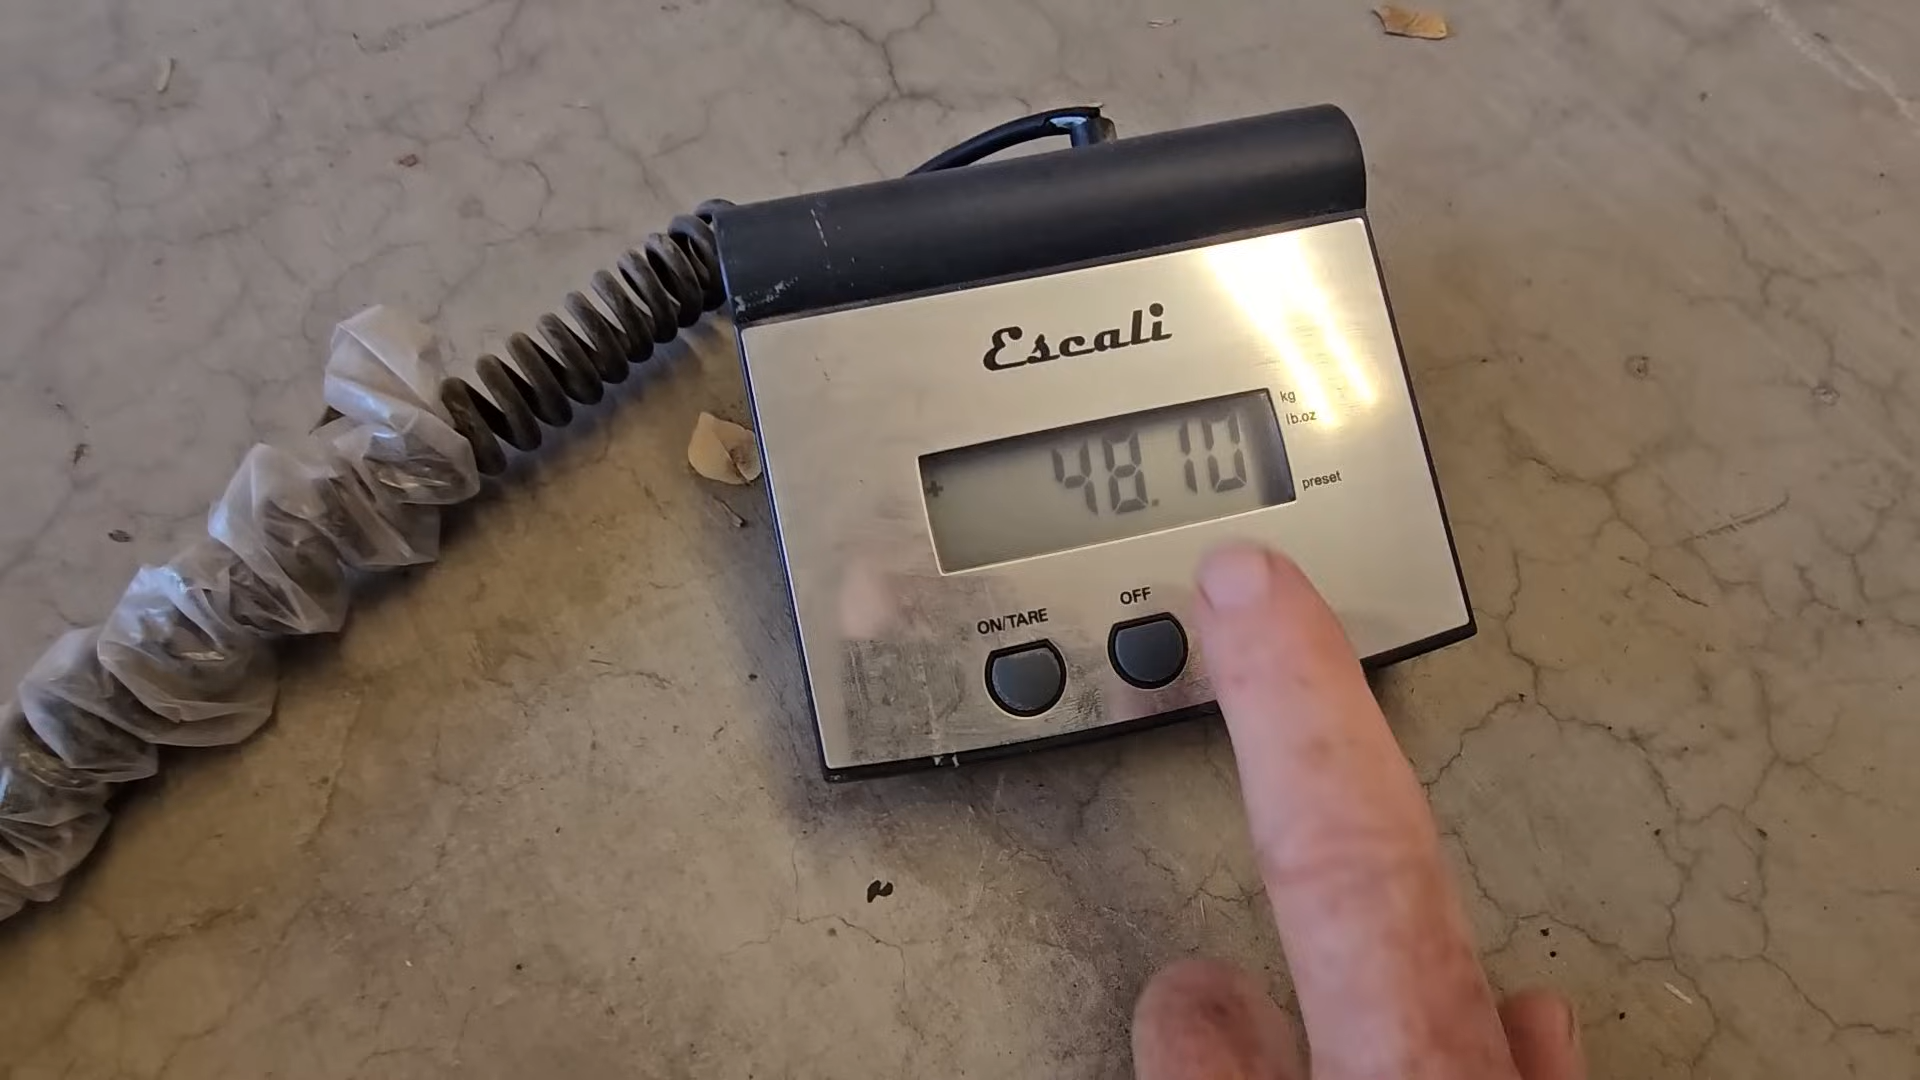 Escali
kg
lb.oz
+ 48.10
preset
ON/TARE
OFF